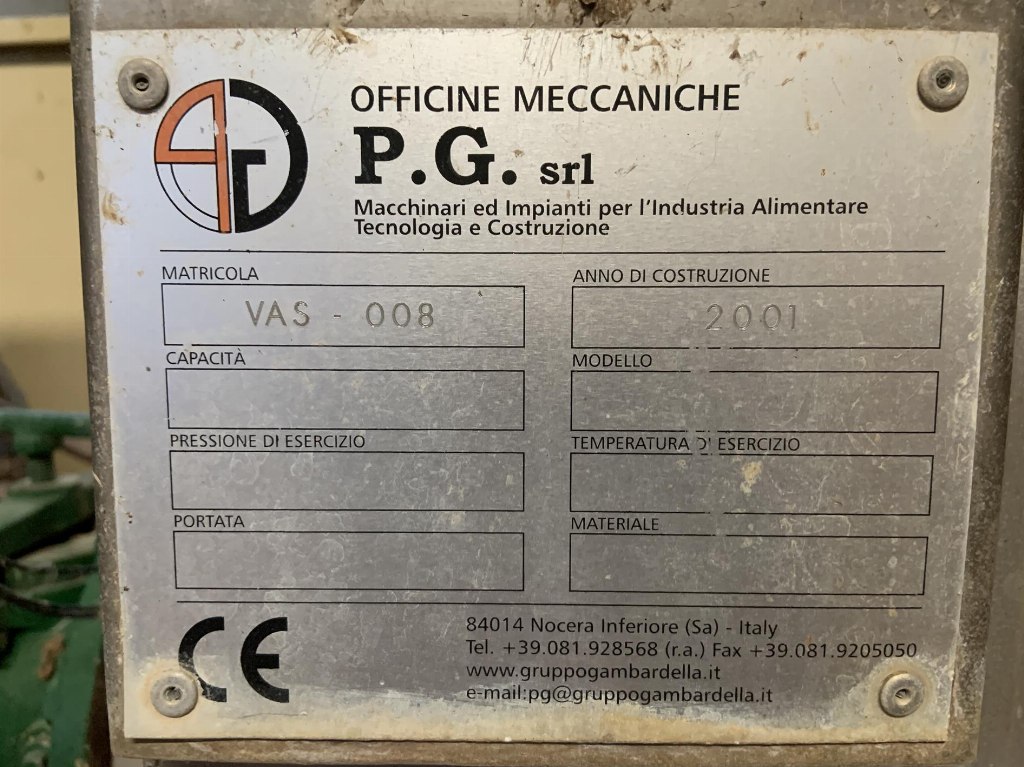 OFFICINE MECCANICHE
P.G. srl
Macchinari ed Impianti per l'Industria Alimentare
Tecnologia e Costruzione
MATRICOLA
VAS - 008
ANNO DI COSTRUZIONE
2001
CAPACITÀ
MODELLO
PRESSIONE DI ESERCIZIO
TEMPERATURA DI ESERCIZIO
PORTATA
MATERIALE
CE
84014 Nocera Inferiore (Sa) - Italy
Tel. +39.081.928568 (r.a.) Fax +39.081.9205050
www.gruppogambardella.it
e-mail:pg@gruppogambardella.it